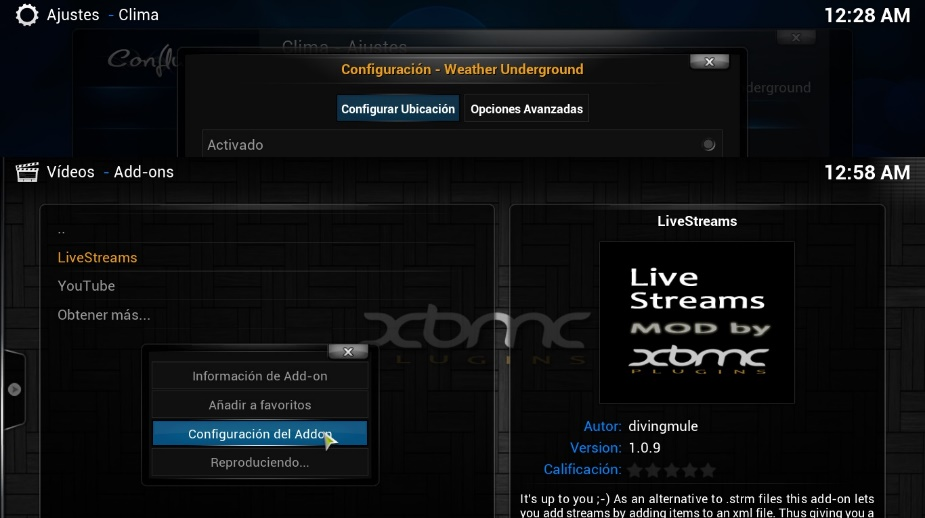 Ajustes - Clima
12:28 AM
Clima - Ajustes
Configuración - Weather Underground
Configurar Ubicación
Opciones Avanzadas
Activado
Vídeos - Add-ons
12:58 AM
..
LiveStreams
YouTube
Obtener más...
xbmc
PLUGINS
Información de Add-on
Añadir a favoritos
Configuración del Addon
Reproduciendo...
LiveStreams
Live
Streams
MOD by
xbmc
PLUGINS
Autor: divingmule
Version: 1.0.9
Calificación:
It's up to you ;-) As an alternative to .strm files this add-on lets
you add streams by adding items to an xml file. Thus giving you a